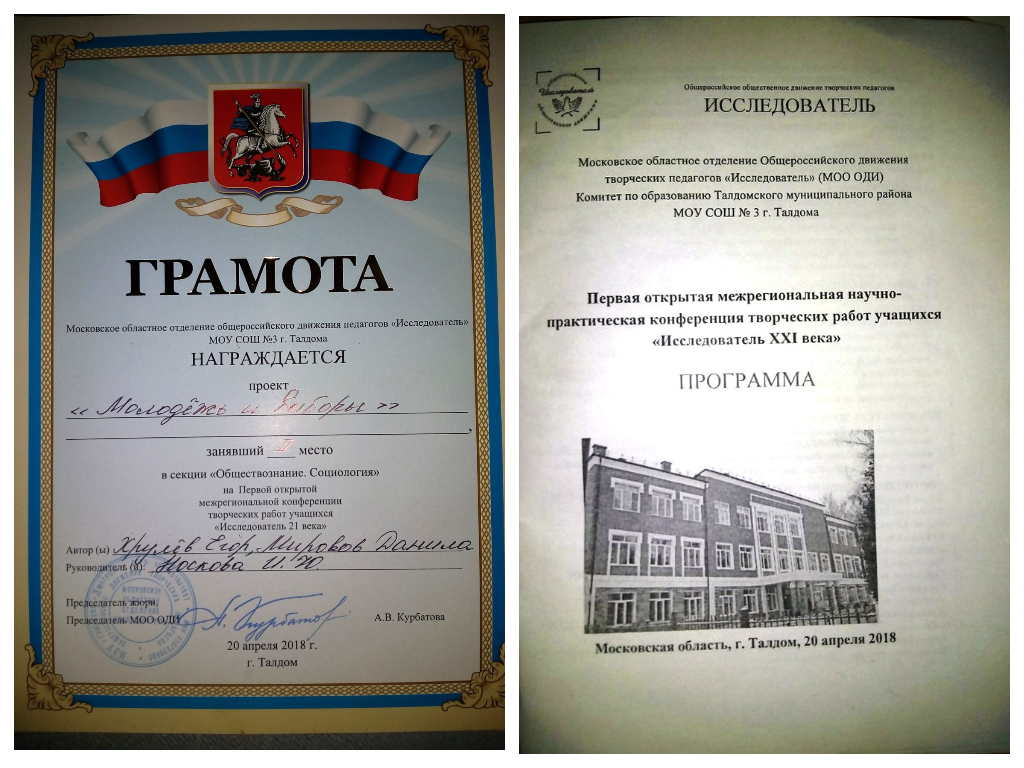 ГРАМОТА
Московское областное отделение общероссийского движения педагогов «Исследователь»
МОУ СОШ №3 г. Талдома
НАГРАЖДАЕТСЯ
проект
«Молодёжь и Выборы»
,
занявший II место
в секции «Обществознание. Социология»
на Первой открытой
межрегиональной конференции
творческих работ учащихся
«Исследователь 21 века»
Автор (ы) Хрулёв Егор, Мировов Данила
Руководитель (и): Носкова И.Ю.
Председатель жюри,
Председатель МОО ОДИ А.В. Курбатова
20 апреля 2018 г.
г. Талдом
Исследователь
Общероссийское общественное движение творческих педагогов
ИССЛЕДОВАТЕЛЬ
Московское областное отделение Общероссийского движения
творческих педагогов «Исследователь» (МОО ОДИ)
Комитет по образованию Талдомского муниципального района
МОУ СОШ № 3 г. Талдома
Первая открытая межрегиональная научно-
практическая конференция творческих работ учащихся
«Исследователь XXI века»
ПРОГРАММА
Московская область, г. Талдом, 20 апреля 2018